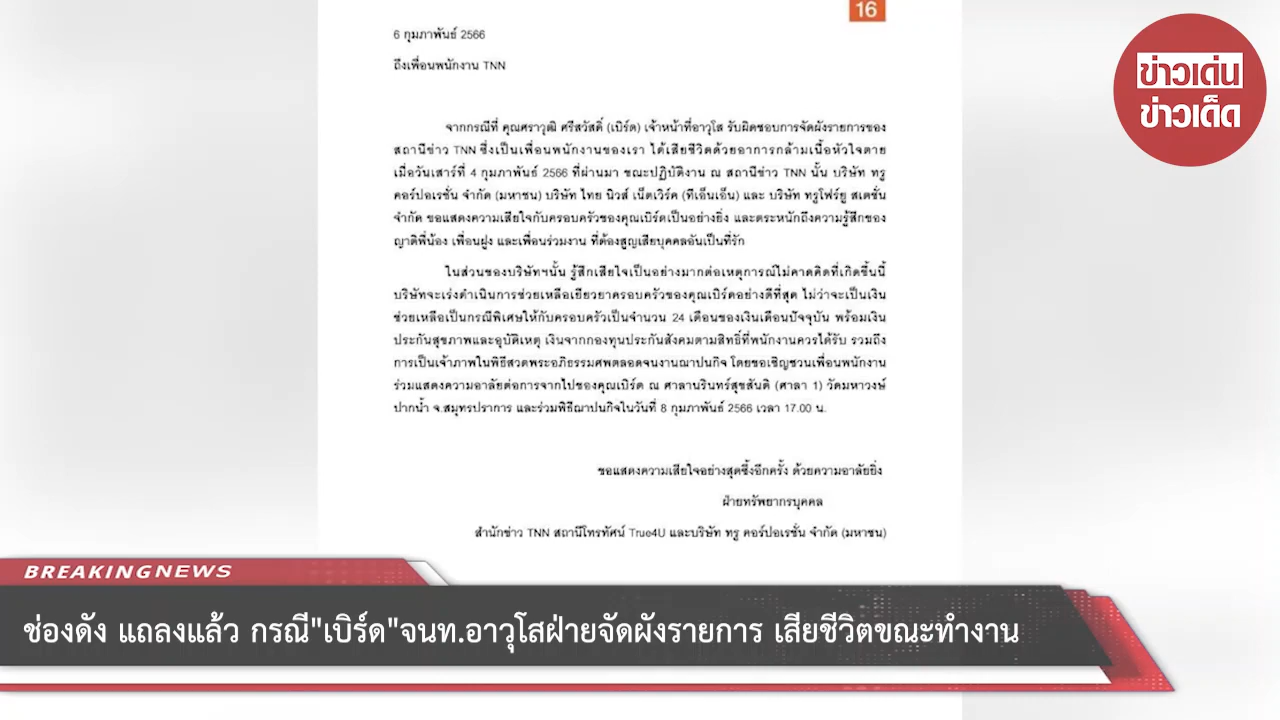 16
ข่าวเด่น
ข่าวเด็ด
6 กุมภาพันธ์ 2566
ถึงเพื่อนพนักงาน TNN
จากกรณีที่ คุณศราวุฒิ ศรีสวัสดิ์ (เบิร์ด) เจ้าหน้าที่อาวุโส รับผิดชอบการจัดผังรายการของ
สถานีข่าว TNN ซึ่งเป็นเพื่อนพนักงานของเรา ได้เสียชีวิตด้วยอาการกล้ามเนื้อหัวใจตาย
เมื่อวันเสาร์ที่ 4 กุมภาพันธ์ 2566 ที่ผ่านมา ขณะปฏิบัติงาน ณ สถานีข่าว TNN นั้น บริษัท ทรู
คอร์ปอเรชั่น จำกัด (มหาชน) บริษัท ไทย นิวส์ เน็ตเวิร์ค (ทีเอ็นเอ็น) และ บริษัท ทรูโฟร์ยู สเตชั่น
จำกัด ขอแสดงความเสียใจกับครอบครัวของคุณเบิร์ดเป็นอย่างยิ่ง และตระหนักถึงความรู้สึกของ
ญาติพี่น้อง เพื่อนฝูง และเพื่อนร่วมงาน ที่ต้องสูญเสียบุคคลอันเป็นที่รัก
ในส่วนของบริษัทฯนั้น รู้สึกเสียใจเป็นอย่างมากต่อเหตุการณ์ไม่คาดคิดที่เกิดขึ้นนี้
บริษัทจะเร่งดำเนินการช่วยเหลือเยียวยาครอบครัวของคุณเบิร์ดอย่างดีที่สุด ไม่ว่าจะเป็นเงิน
ช่วยเหลือเป็นกรณีพิเศษให้กับครอบครัวเป็นจำนวน 24 เดือนของเงินเดือนปัจจุบัน พร้อมเงิน
ประกันสุขภาพและอุบัติเหตุ เงินจากกองทุนประกันสังคมตามสิทธิ์ที่พนักงานควรได้รับ รวมถึง
การเป็นเจ้าภาพในพิธีสวดพระอภิธรรมศพตลอดจนงานฌาปนกิจ โดยขอเชิญชวนเพื่อนพนักงาน
ร่วมแสดงความอาลัยต่อการจากไปของคุณเบิร์ด ณ ศาลานรินทร์สุขสันติ (ศาลา 1) วัดมหาวงษ์
ปากน้ำ จ.สมุทรปราการ และร่วมพิธีฌาปนกิจในวันที่ 8 กุมภาพันธ์ 2566 เวลา 17.00 น.
ขอแสดงความเสียใจอย่างสุดซึ้งอีกครั้ง ด้วยความอาลัยยิ่ง
ฝ่ายทรัพยากรบุคคล
สำนักข่าว TNN สถานีโทรทัศน์ True4U และบริษัท ทรู คอร์ปอเรชั่น จำกัด (มหาชน)
BREAKING NEWS
ช่องดัง แถลงแล้ว กรณี"เบิร์ด"จนท.อาวุโสฝ่ายจัดผังรายการ เสียชีวิตขณะทำงาน